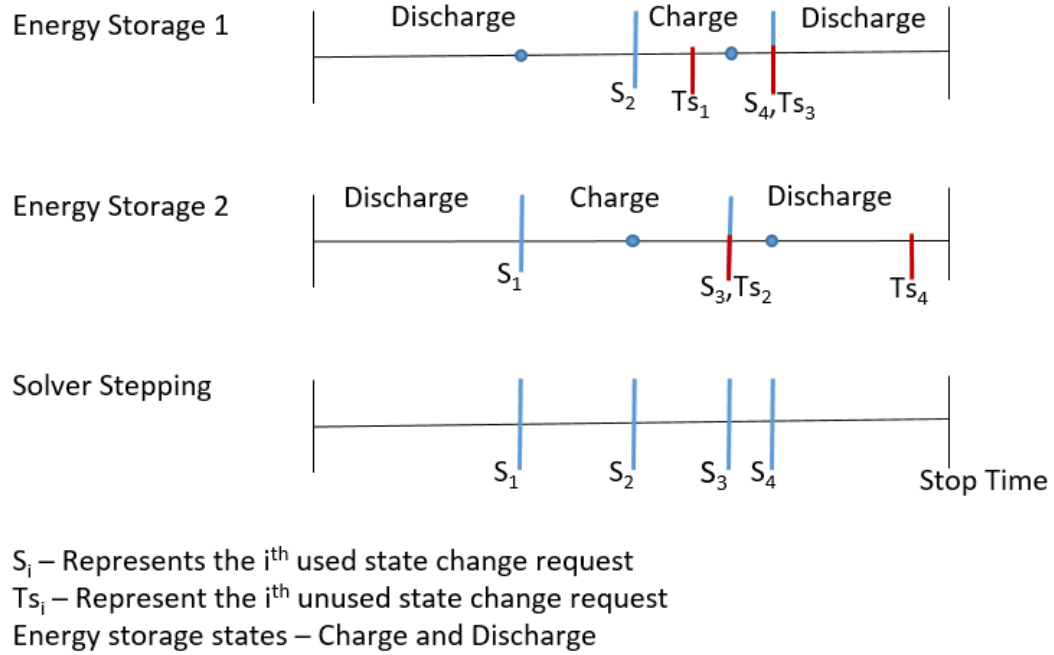 Energy Storage 1
Discharge
Charge
Discharge
S₂
Ts₁
S₄,Ts₃
Energy Storage 2
Discharge
Charge
Discharge
S₁
S₃,Ts₂
Ts₄
Solver Stepping
S₁
S₂
S₃
S₄
Stop Time
Sᵢ – Represents the iᵗʰ used state change request
Tsᵢ – Represent the iᵗʰ unused state change request
Energy storage states – Charge and Discharge